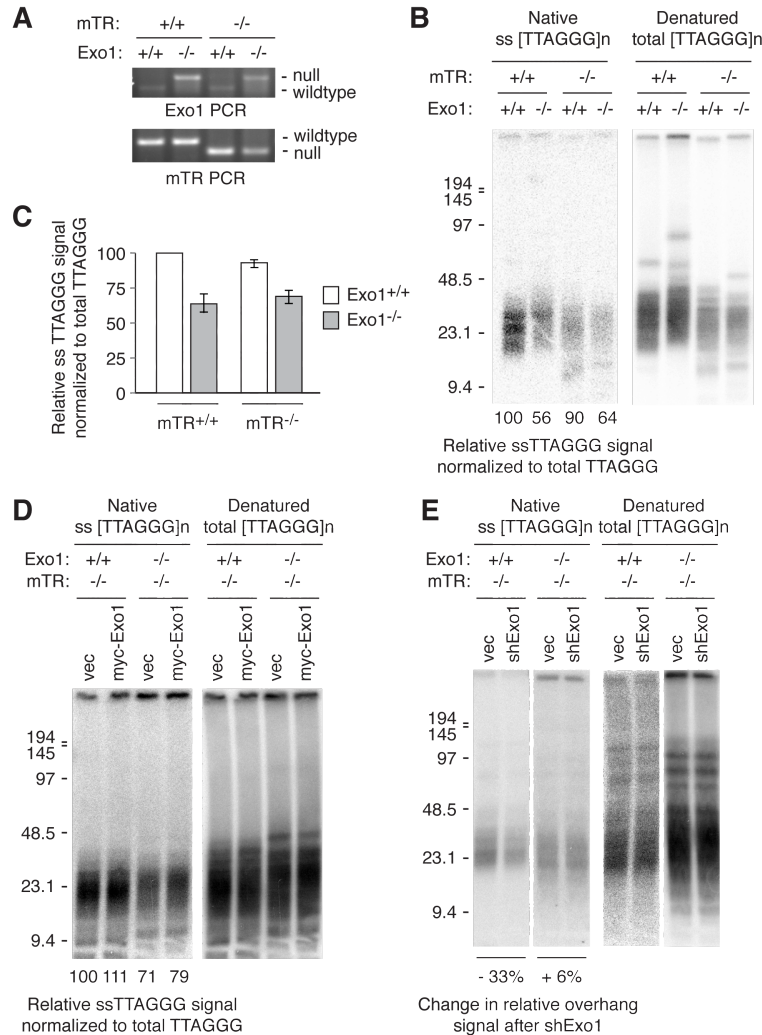 A
mTR: +/+ -/-
Exo1: +/+ -/- +/+ -/-
- null
- wildtype
Exo1 PCR
- wildtype
- null
mTR PCR
B
Native Denatured
ss [TTAGGG]n total [TTAGGG]n
mTR: +/+ -/- +/+ -/-
Exo1: +/+ -/- +/+ -/- +/+ -/- +/+ -/-
194 -
145 -
97 -
48.5 -
23.1 -
9.4 -
100 56 90 64
Relative ssTTAGGG signal
normalized to total TTAGGG
C
Relative ss TTAGGG signal
normalized to total TTAGGG
100
75
50
25
0
mTR+/+ mTR-/-
Exo1+/+
Exo1-/-
D
Native Denatured
ss [TTAGGG]n total [TTAGGG]n
Exo1: +/+ -/- +/+ -/-
mTR: -/- -/- -/- -/-
vec myc-Exo1 vec myc-Exo1 vec myc-Exo1 vec myc-Exo1
194 -
145 -
97 -
48.5 -
23.1 -
9.4 -
100 111 71 79
Relative ssTTAGGG signal
normalized to total TTAGGG
E
Native Denatured
ss [TTAGGG]n total [TTAGGG]n
Exo1: +/+ -/- +/+ -/-
mTR: -/- -/- -/- -/-
vec shExo1 vec shExo1 vec shExo1 vec shExo1
194 -
145 -
97 -
48.5 -
23.1 -
9.4 -
- 33% + 6%
Change in relative overhang
signal after shExo1